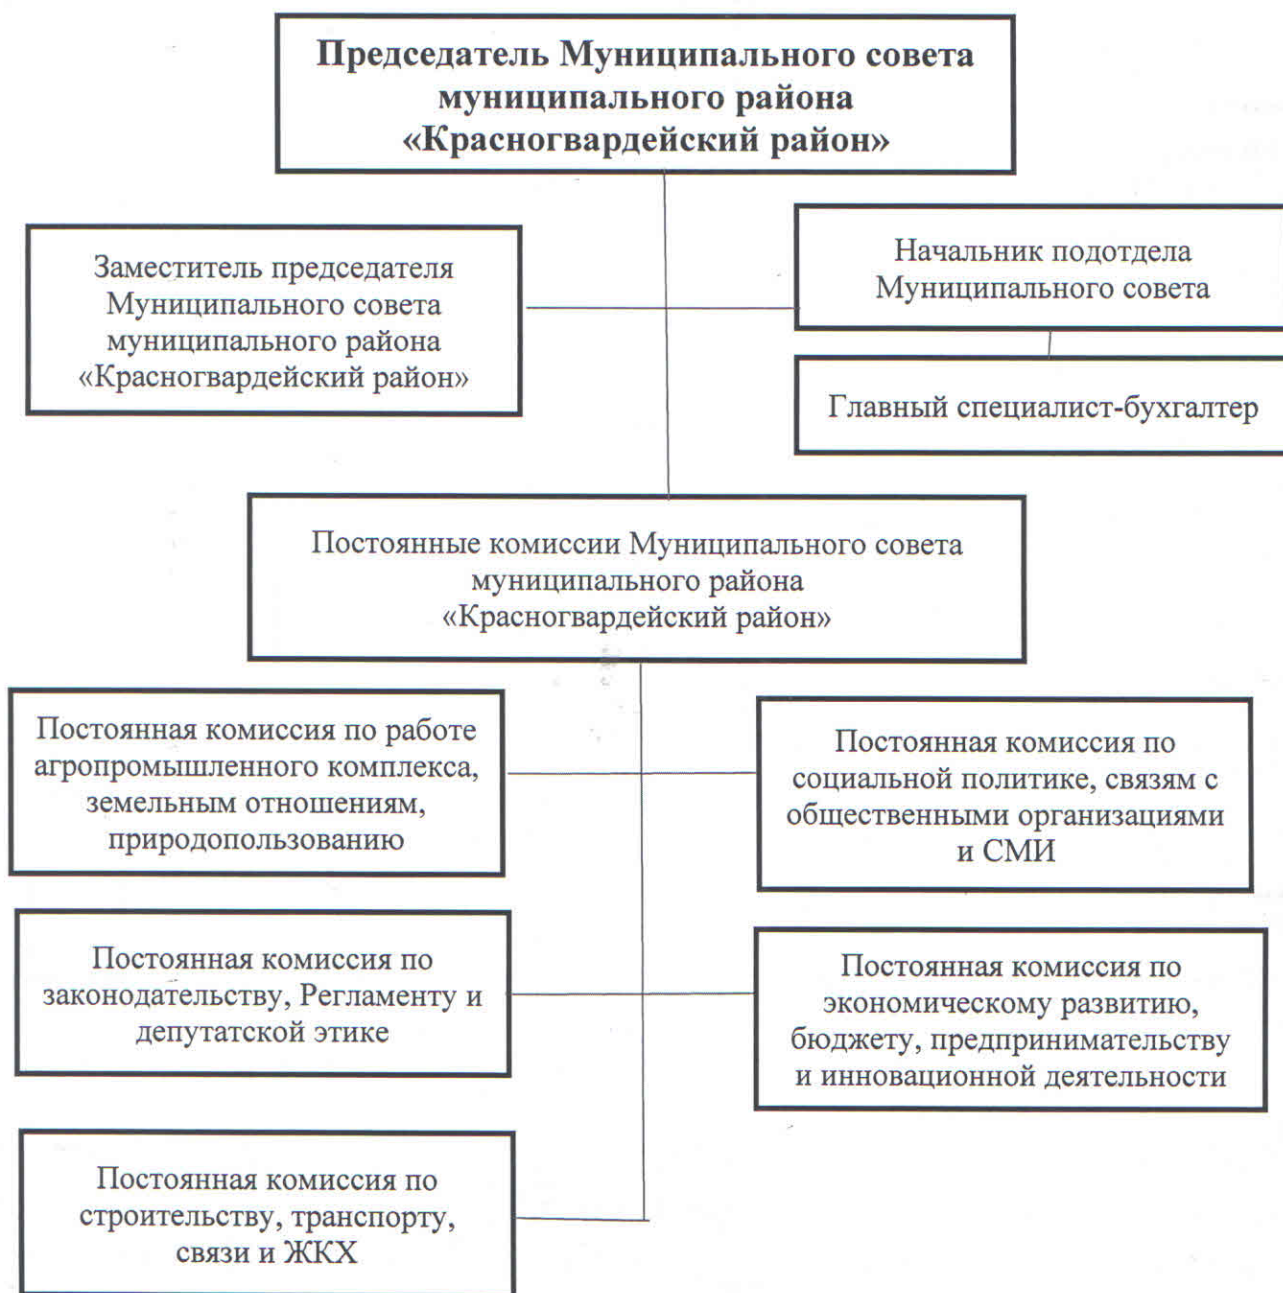 Председатель Муниципального совета
муниципального района
«Красногвардейский район»
Заместитель председателя
Муниципального совета
муниципального района
«Красногвардейский район»
Начальник подотдела
Муниципального совета
Главный специалист-бухгалтер
Постоянные комиссии Муниципального совета
муниципального района
«Красногвардейский район»
Постоянная комиссия по работе
агропромышленного комплекса,
земельным отношениям,
природопользованию
Постоянная комиссия по
социальной политике, связям с
общественными организациями
и СМИ
Постоянная комиссия по
законодательству, Регламенту и
депутатской этике
Постоянная комиссия по
экономическому развитию,
бюджету, предпринимательству
и инновационной деятельности
Постоянная комиссия по
строительству, транспорту,
связи и ЖКХ